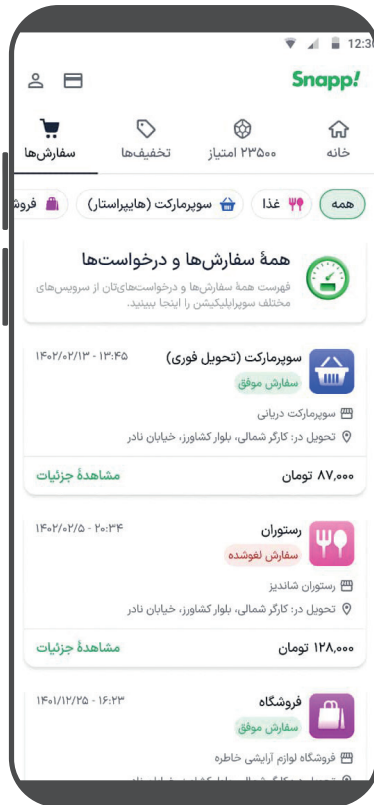 12:30
Snapp!
خانه
۲۳۵۰۰ امتیاز
تخفیف‌ها
سفارش‌ها
همه
غذا
سوپرمارکت (هایپراستار)
فروش
همهٔ سفارش‌ها و درخواست‌ها
فهرست همهٔ سفارش‌ها و درخواست‌های‌تان از سرویس‌های
مختلف سوپراپلیکیشن را اینجا ببینید.
سوپرمارکت (تحویل فوری)
۱۴۰۲/۰۲/۱۳ - ۱۳:۴۵
سفارش موفق
سوپرمارکت دریانی
تحویل در: کارگر شمالی، بلوار کشاورز، خیابان نادر
۸۷,۰۰۰ تومان
مشاهدهٔ جزئیات
رستوران
۱۴۰۲/۰۲/۵ - ۲۰:۳۴
سفارش لغوشده
رستوران شاندیز
تحویل در: کارگر شمالی، بلوار کشاورز، خیابان نادر
۱۲۸,۰۰۰ تومان
مشاهدهٔ جزئیات
فروشگاه
۱۴۰۱/۱۲/۲۵ - ۱۶:۲۳
سفارش موفق
فروشگاه لوازم آرایشی خاطره